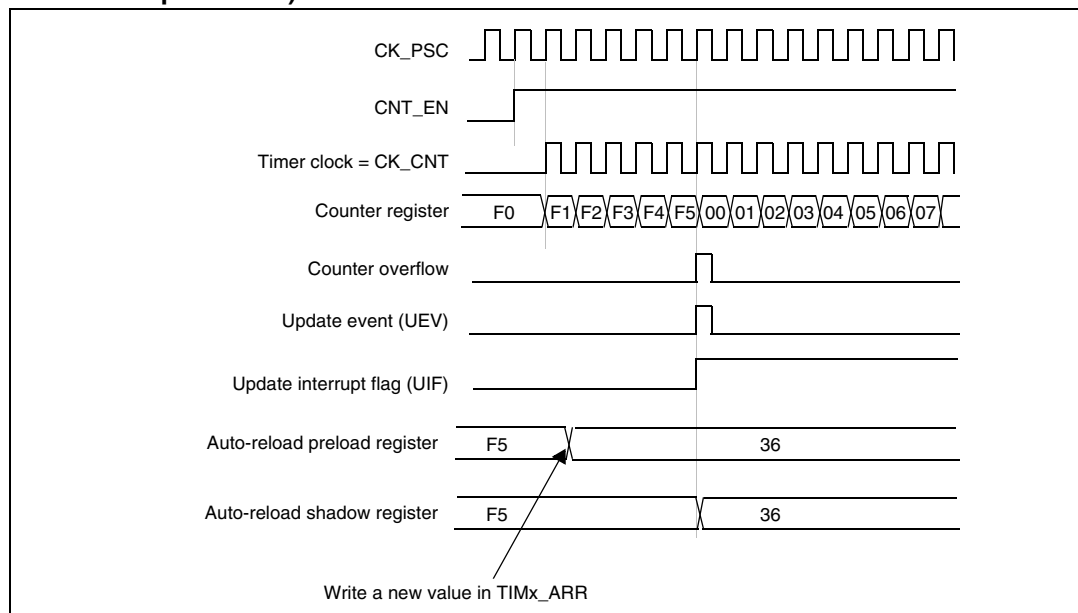 CK_PSC
CNT_EN
Timer clock = CK_CNT
Counter register F0 F1 F2 F3 F4 F5 00 01 02 03 04 05 06 07
Counter overflow
Update event (UEV)
Update interrupt flag (UIF)
Auto-reload preload register F5 36
Auto-reload shadow register F5 36
Write a new value in TIMx_ARR